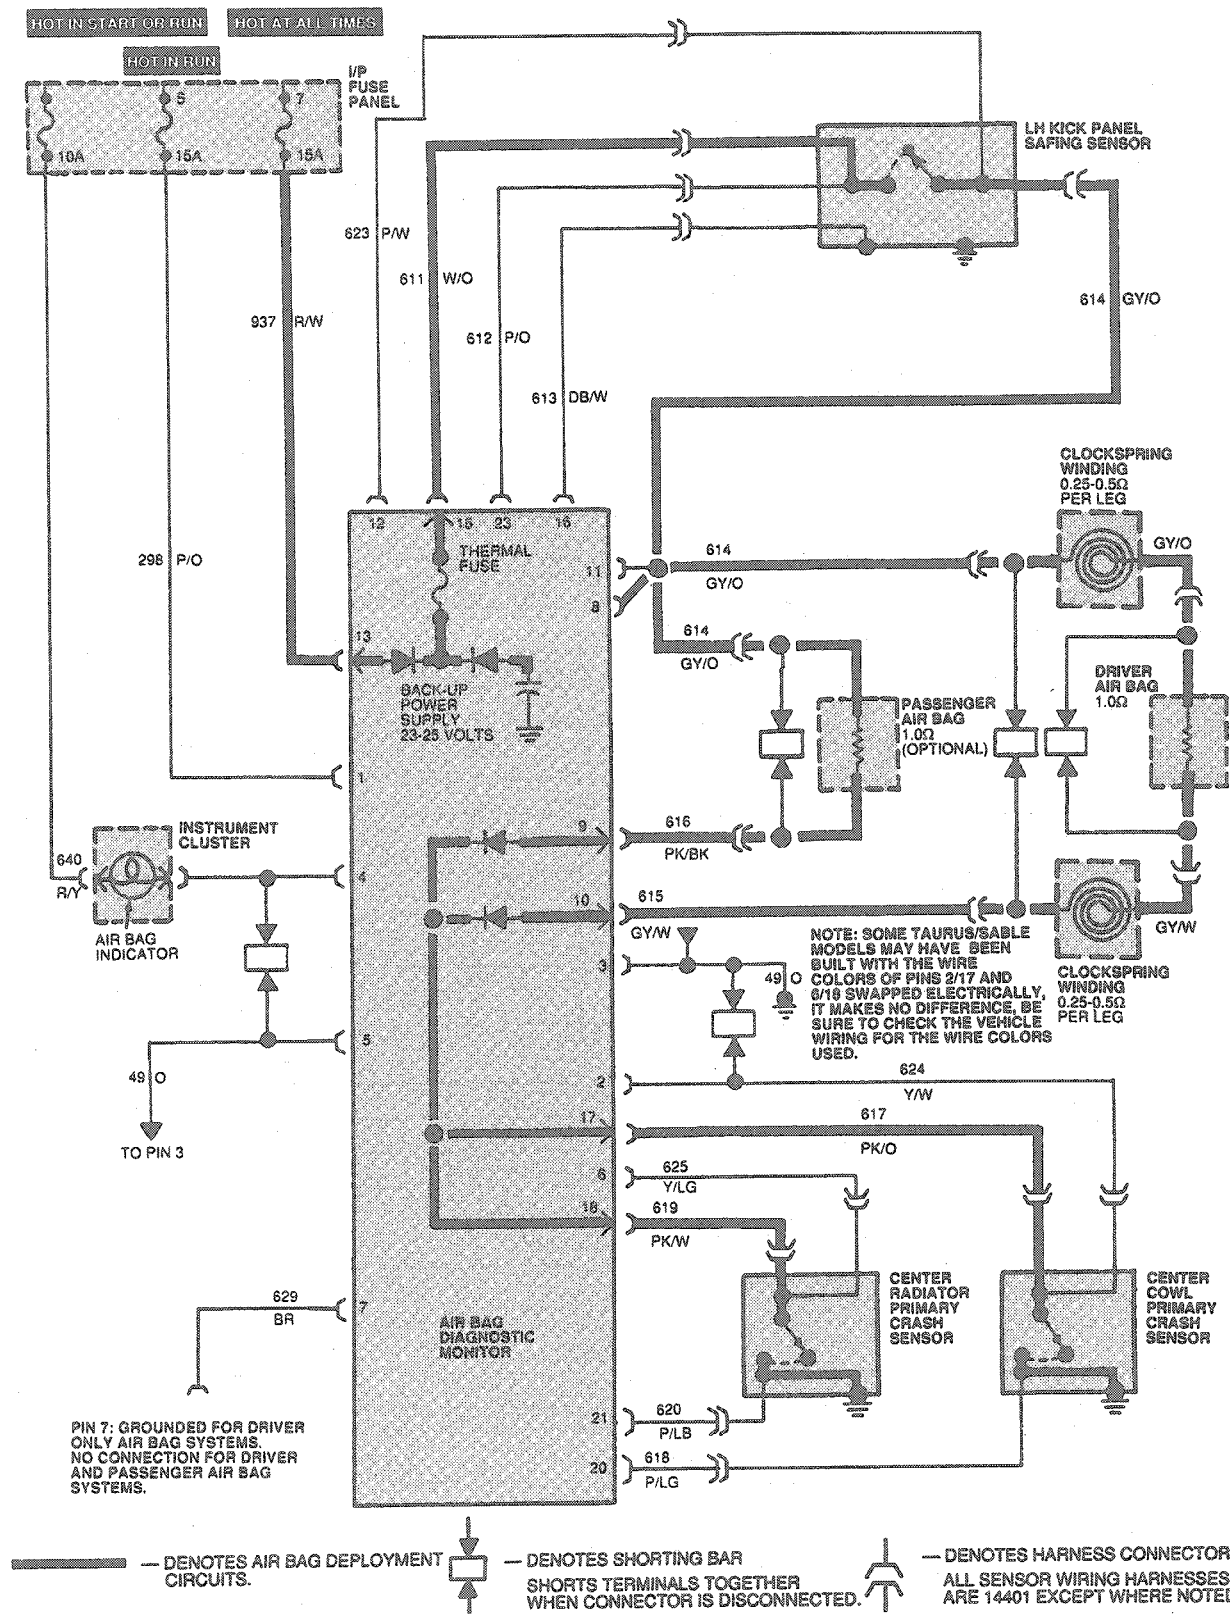 HOT IN START OR RUN
HOT AT ALL TIMES
HOT IN RUN
I/P
FUSE
PANEL
7
10A
15A
15A
LH KICK PANEL
SAFING SENSOR
623 P/W
611 W/O
937 R/W
612 P/O
613 DB/W
614 GY/O
298 P/O
CLOCKSPRING
WINDING
0.25-0.5Ω
PER LEG
12
15
23
16
THERMAL
FUSE
11
8
614
GY/O
GY/O
13
614
GY/O
BACK-UP
POWER
SUPPLY
23-25 VOLTS
PASSENGER
AIR BAG
1.0Ω
(OPTIONAL)
DRIVER
AIR BAG
1.0Ω
1
INSTRUMENT
CLUSTER
640
R/Y
AIR BAG
INDICATOR
4
9
616
PK/BK
10
615
GY/W
GY/W
3
49 O
NOTE: SOME TAURUS/SABLE
MODELS MAY HAVE BEEN
BUILT WITH THE WIRE
COLORS OF PINS 2/17 AND
6/18 SWAPPED ELECTRICALLY,
IT MAKES NO DIFFERENCE, BE
SURE TO CHECK THE VEHICLE
WIRING FOR THE WIRE COLORS
USED.
CLOCKSPRING
WINDING
0.25-0.5Ω
PER LEG
5
49 O
TO PIN 3
2
624
Y/W
17
617
PK/O
6
625
Y/LG
18
619
PK/W
CENTER
RADIATOR
PRIMARY
CRASH
SENSOR
CENTER
COWL
PRIMARY
CRASH
SENSOR
629
BR
7
AIR BAG
DIAGNOSTIC
MONITOR
21
620
P/LB
20
618
P/LG
PIN 7: GROUNDED FOR DRIVER
ONLY AIR BAG SYSTEMS.
NO CONNECTION FOR DRIVER
AND PASSENGER AIR BAG
SYSTEMS.
— DENOTES AIR BAG DEPLOYMENT
CIRCUITS.
— DENOTES SHORTING BAR
SHORTS TERMINALS TOGETHER
WHEN CONNECTOR IS DISCONNECTED.
— DENOTES HARNESS CONNECTOR
ALL SENSOR WIRING HARNESSES
ARE 14401 EXCEPT WHERE NOTE